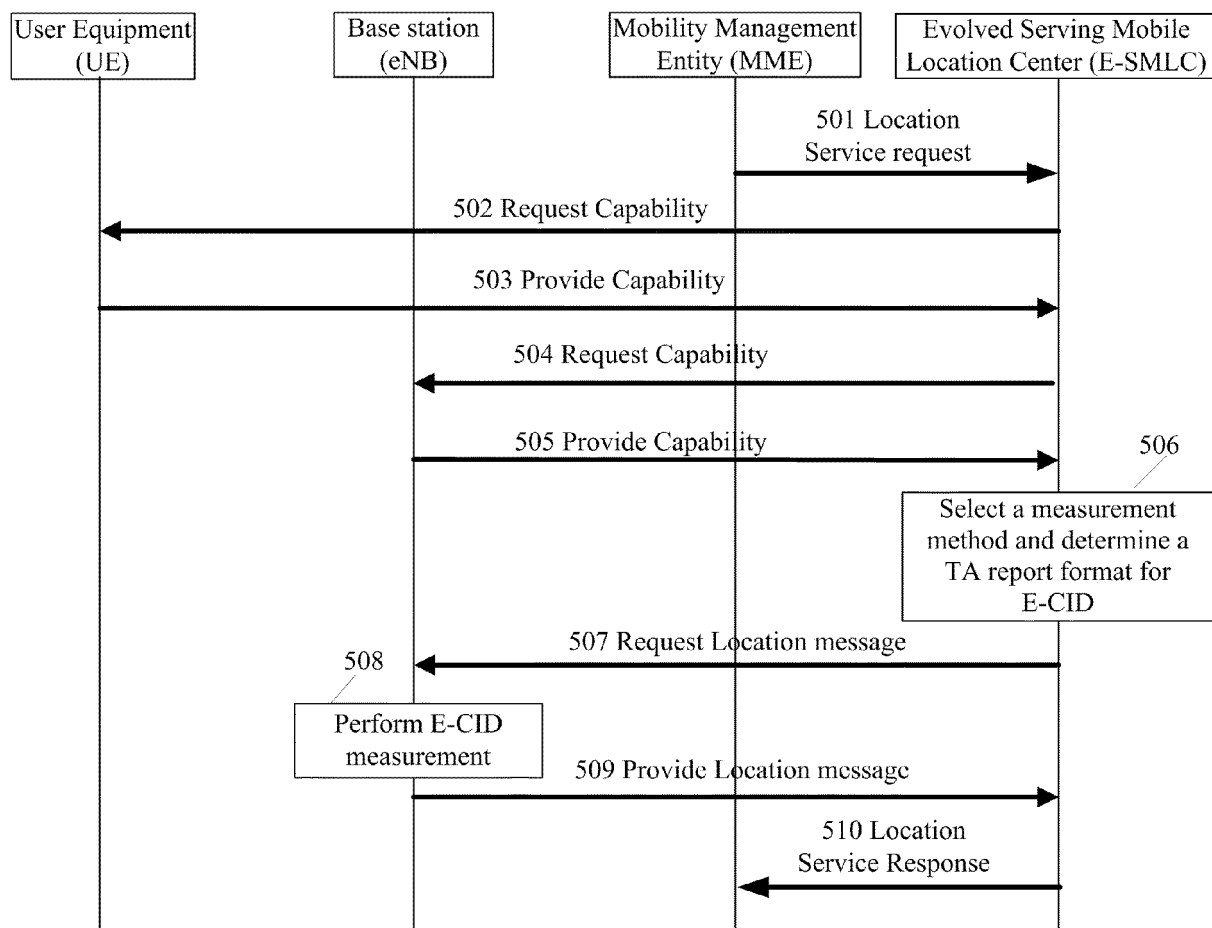 User Equipment
(UE)
Base station
(eNB)
Mobility Management
Entity (MME)
Evolved Serving Mobile
Location Center (E-SMLC)
501 Location
Service request
502 Request Capability
503 Provide Capability
504 Request Capability
505 Provide Capability
506
Select a measurement
method and determine a
TA report format for
E-CID
507 Request Location message
508
Perform E-CID
measurement
509 Provide Location message
510 Location
Service Response